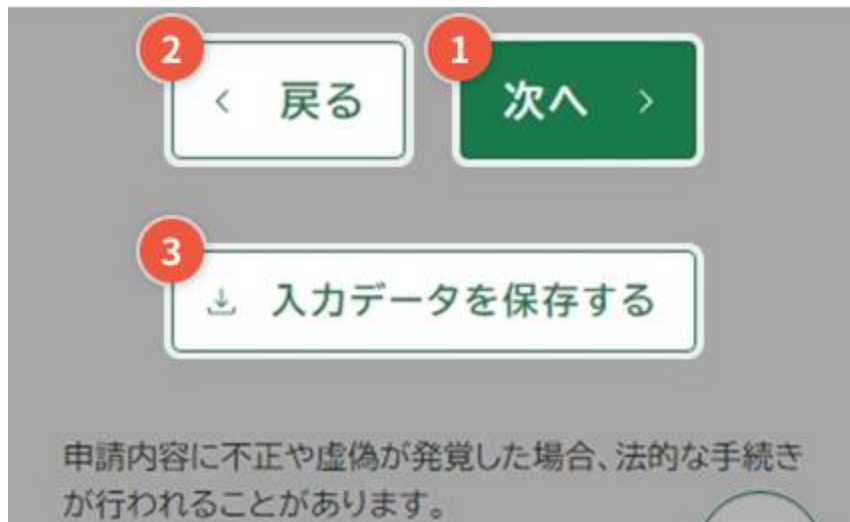 2
戻る
1
次へ
3
入力データを保存する
申請内容に不正や虚偽が発覚した場合、法的な手続き
が行われることがあります。